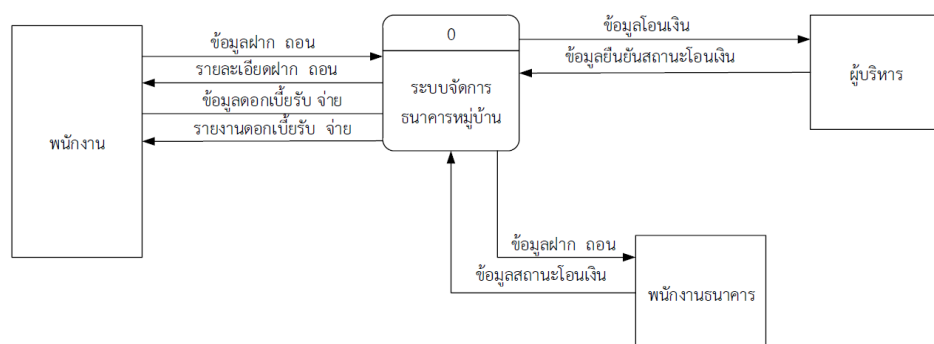 ข้อมูลฝาก ถอน
รายละเอียดฝาก ถอน
ข้อมูลดอกเบี้ยรับ จ่าย
รายงานดอกเบี้ยรับ จ่าย
พนักงาน
0
ระบบจัดการ
ธนาคารหมู่บ้าน
ข้อมูลโอนเงิน
ข้อมูลยืนยันสถานะโอนเงิน
ผู้บริหาร
ข้อมูลฝาก ถอน
ข้อมูลสถานะโอนเงิน
พนักงานธนาคาร